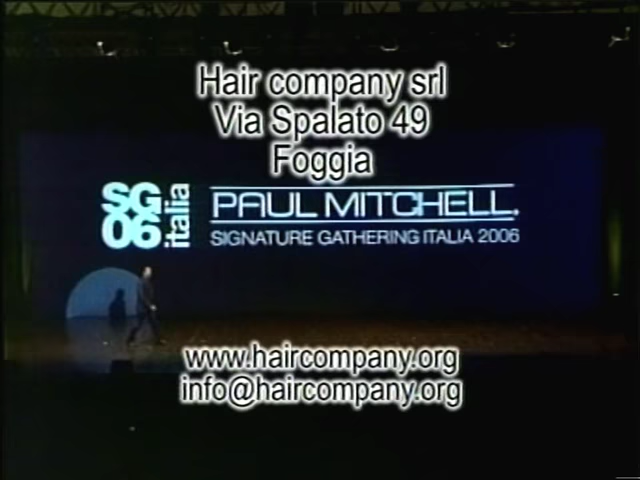 Hair company srl
Via Spalato 49
Foggia
SG
06
italia
PAUL MITCHELL.
SIGNATURE GATHERING ITALIA 2006
www.haircompany.org
info@haircompany.org